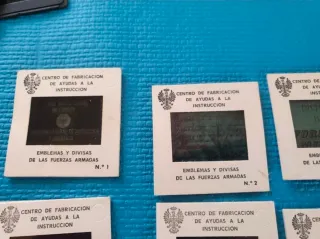 CENTRO DE FABRICACION
DE AYUDAS A LA
INSTRUCCION
EMBLEMAS Y DIVISAS
DE LAS FUERZAS ARMADAS
N.º 1
CENTRO DE FABRICACION
DE AYUDAS A LA
INSTRUCCION
EMBLEMAS Y DIVISAS
DE LAS FUERZAS ARMADAS
N.º 2
CENTRO DE FABRICACION
DE AYUDAS A LA
INSTRUCCION
CENTRO DE FABRICACION
DE AYUDAS A LA